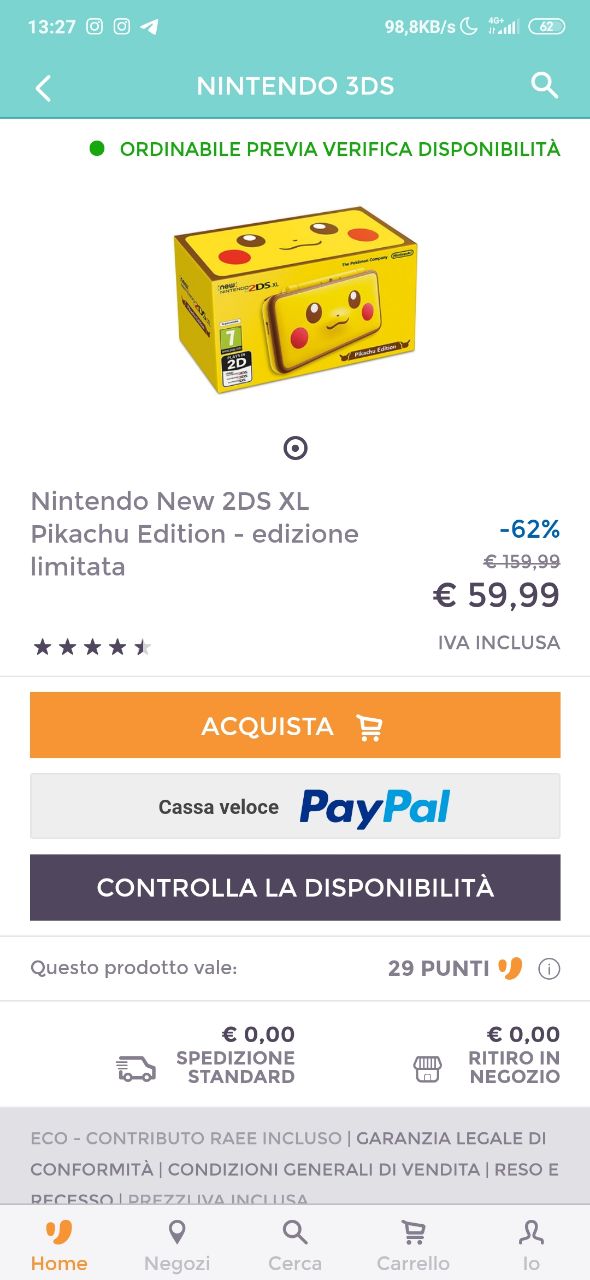 13:27 98,8KB/s 4G+ 62
NINTENDO 3DS
ORDINABILE PREVIA VERIFICA DISPONIBILITÀ
The Pokémon Company Nintendo
new
NINTENDO2DS XL
7
PLAYS IN
2D
Pikachu Edition
Nintendo New 2DS XL
Pikachu Edition - edizione
limitata
-62%
€ 159,99
€ 59,99
IVA INCLUSA
ACQUISTA
Cassa veloce PayPal
CONTROLLA LA DISPONIBILITÀ
Questo prodotto vale: 29 PUNTI
€ 0,00
SPEDIZIONE
STANDARD
€ 0,00
RITIRO IN
NEGOZIO
ECO - CONTRIBUTO RAEE INCLUSO | GARANZIA LEGALE DI
CONFORMITÀ | CONDIZIONI GENERALI DI VENDITA | RESO E
RECESSO | PREZZI IVA INCLUSA
Home Negozi Cerca Carrello Io